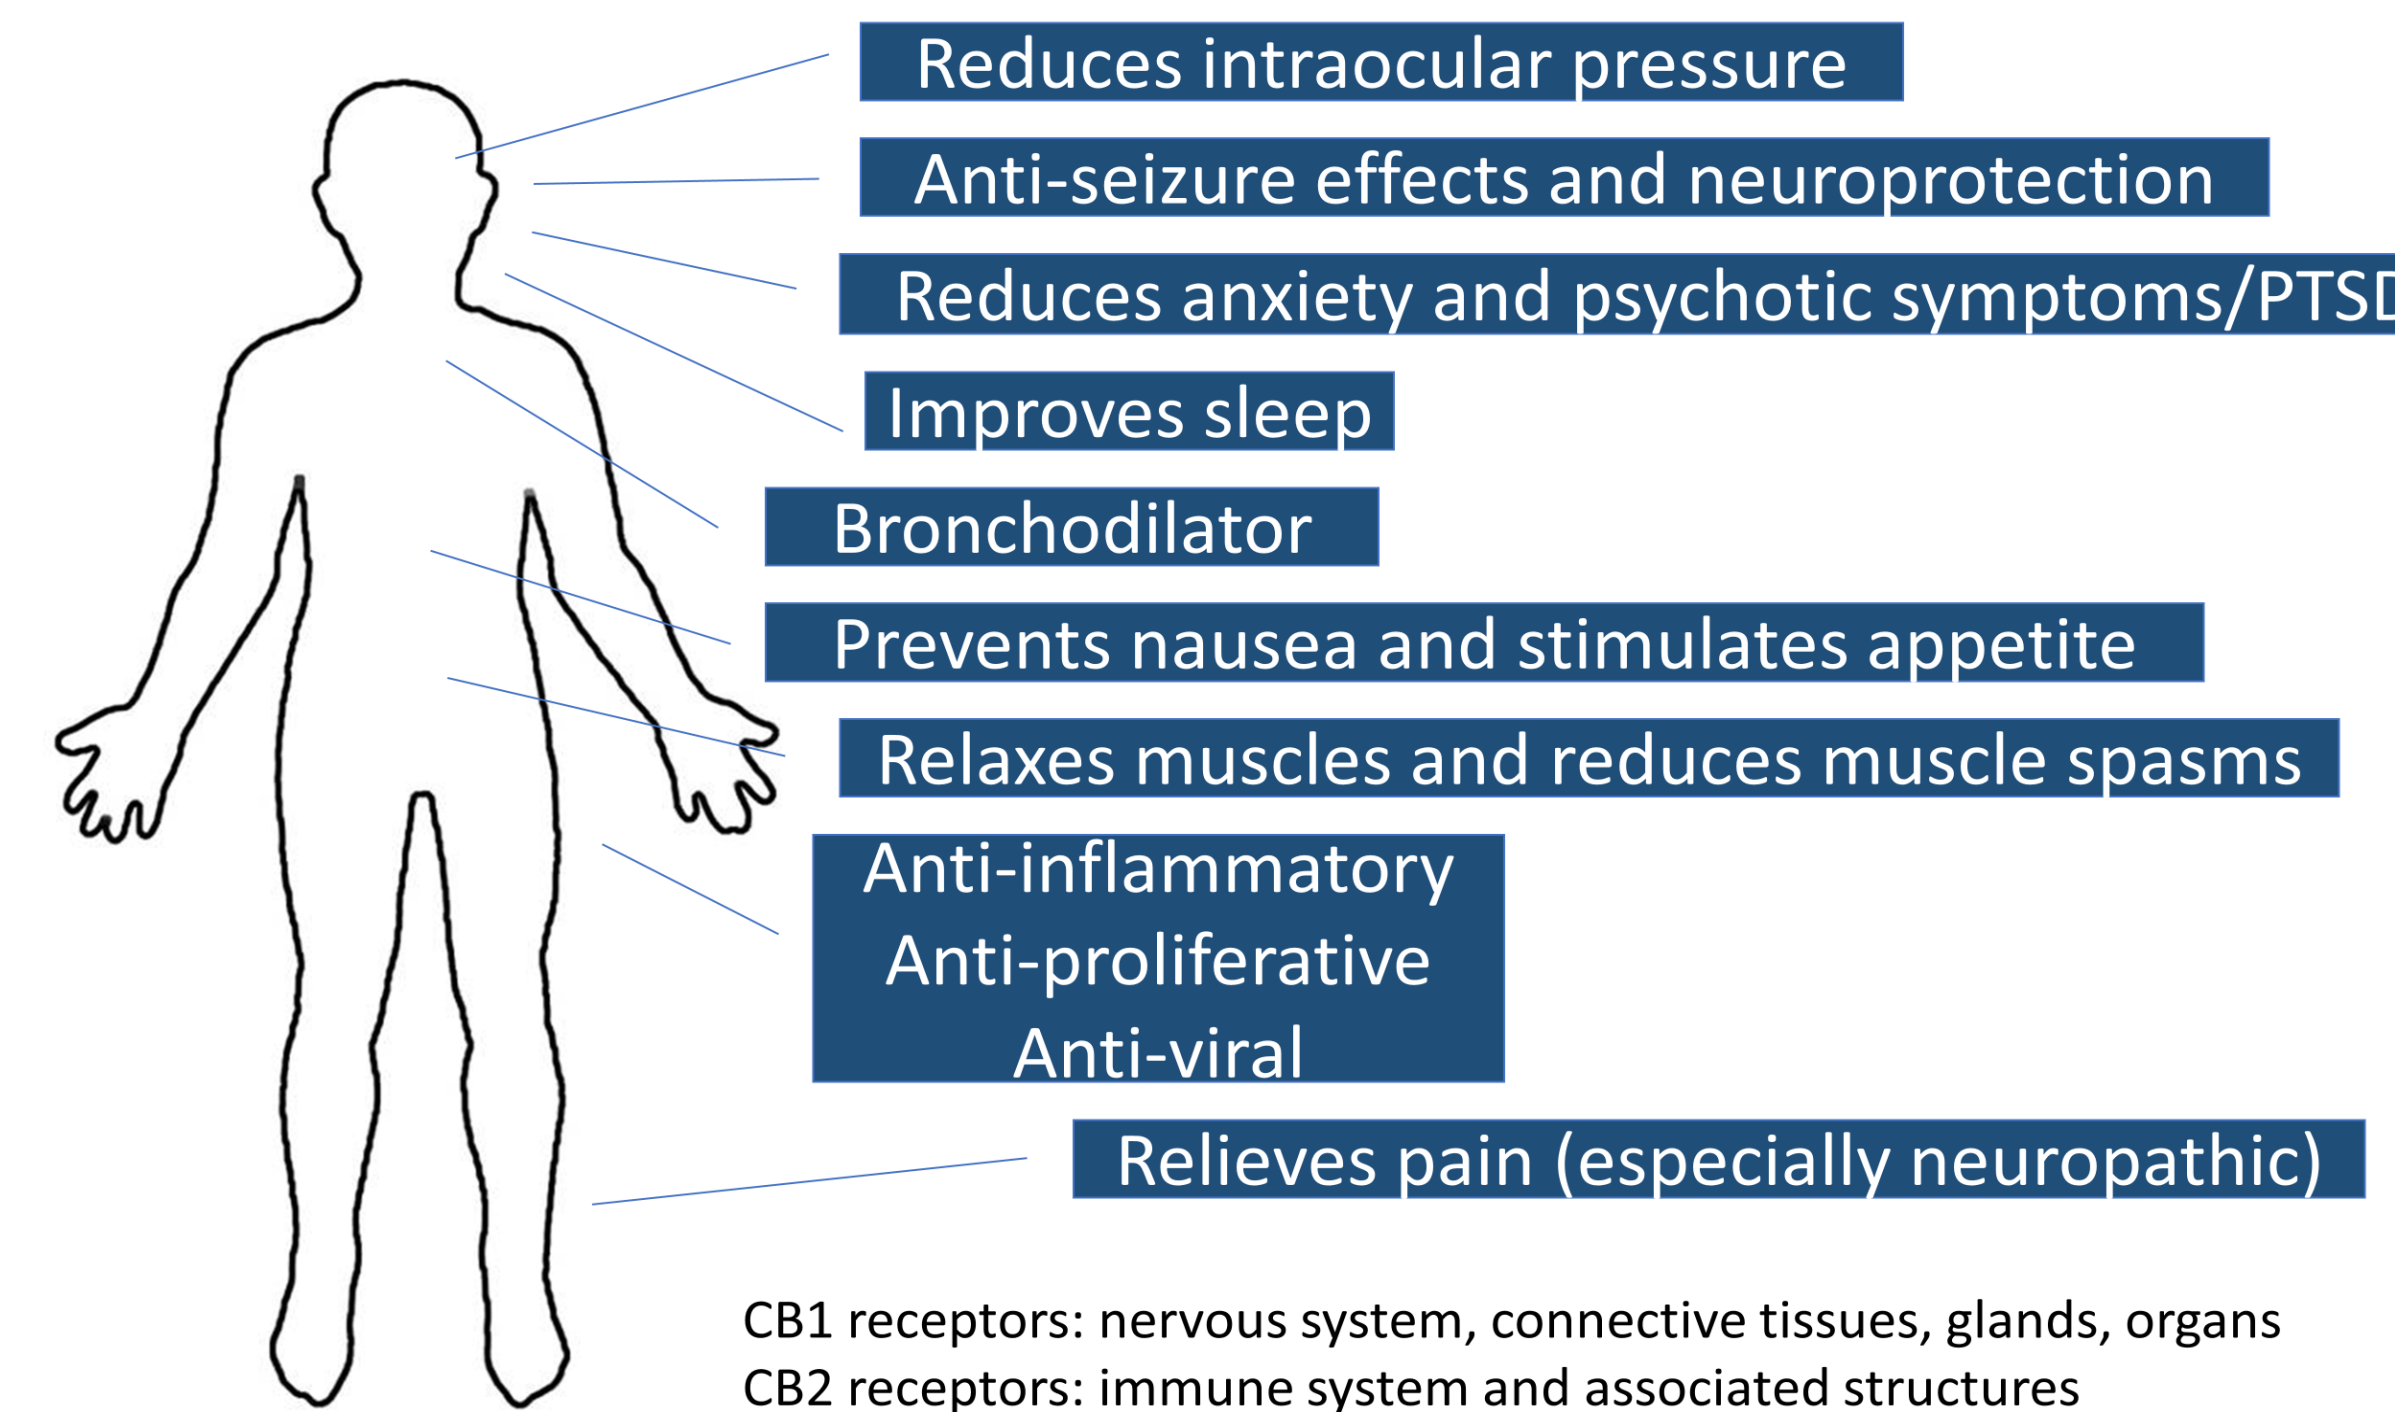 Reduces intraocular pressure
Anti-seizure effects and neuroprotection
Reduces anxiety and psychotic symptoms/PTSD
Improves sleep
Bronchodilator
Prevents nausea and stimulates appetite
Relaxes muscles and reduces muscle spasms
Anti-inflammatory
Anti-proliferative
Anti-viral
Relieves pain (especially neuropathic)
CB1 receptors: nervous system, connective tissues, glands, organs
CB2 receptors: immune system and associated structures